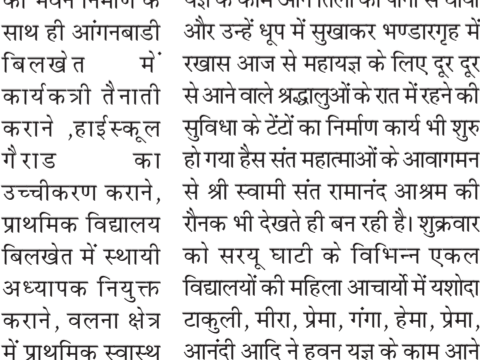 साथ ही आंगनबाडी
बिलखेत में
कार्यकत्री तैनाती
कराने ,हाईस्कूल
गैराड का
उच्चीकरण कराने,
प्राथमिक विद्यालय
बिलखेत में स्थायी
अध्यापक नियुक्त
कराने, वलना क्षेत्र
में प्राथमिक स्वास्थ
और उन्हें धूप में सुखाकर भण्डारगृह में
रखास आज से महायज्ञ के लिए दूर दूर
से आने वाले श्रद्धालुओं के रात में रहने की
सुविधा के टेंटों का निर्माण कार्य भी शुरु
हो गया हैस संत महात्माओं के आवागमन
से श्री स्वामी संत रामानंद आश्रम की
रौनक भी देखते ही बन रही है। शुक्रवार
को सरयू घाटी के विभिन्न एकल
विद्यालयों की महिला आचार्यो में यशोदा
टाकुली, मीरा, प्रेमा, गंगा, हेमा, प्रेमा,
आनंदी आदि ने हवन यज्ञ के काम आने